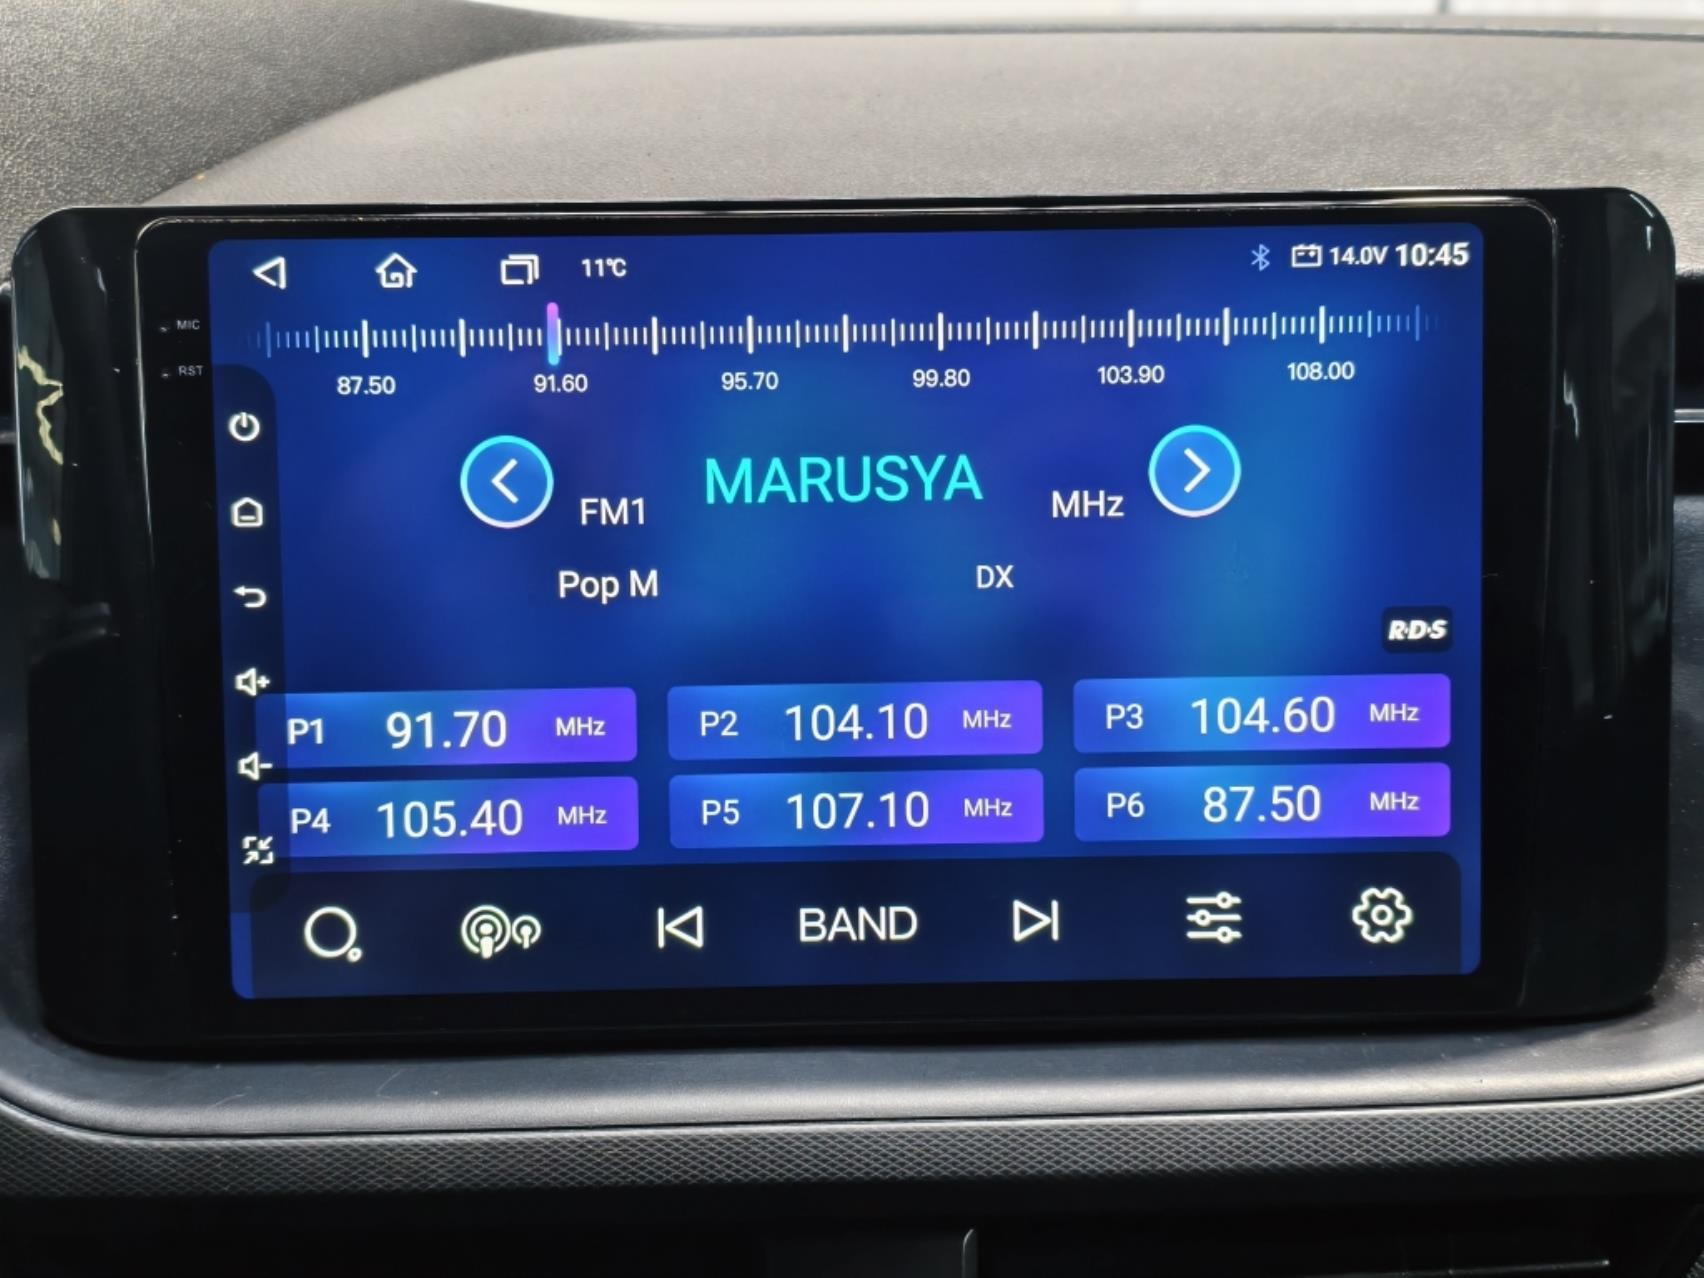 11°C
14.0V 10:45
MIC
RST
87.50 91.60 95.70 99.80 103.90 108.00
FM1 MARUSYA MHz
Pop M DX
R·D·S
P1 91.70 MHz P2 104.10 MHz P3 104.60 MHz
P4 105.40 MHz P5 107.10 MHz P6 87.50 MHz
BAND